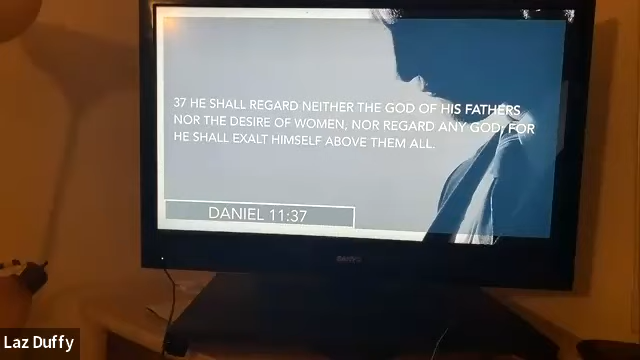 37 HE SHALL REGARD NEITHER THE GOD OF HIS FATHERS
NOR THE DESIRE OF WOMEN, NOR REGARD ANY GOD; FOR
HE SHALL EXALT HIMSELF ABOVE THEM ALL.
DANIEL 11:37
SANYO
Laz Duffy